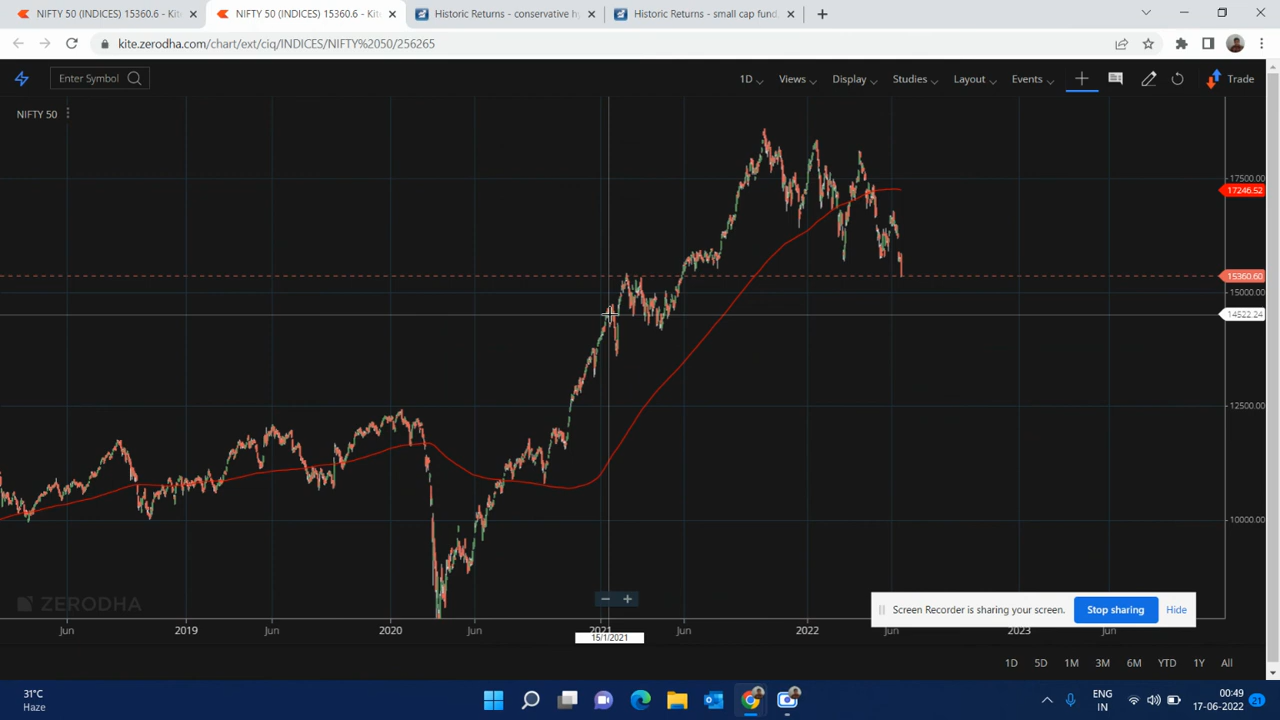 NIFTY 50 (INDICES) 15360.6 - Kite
NIFTY 50 (INDICES) 15360.6 - Kite
Historic Returns - conservative hy
Historic Returns - small cap fund,
kite.zerodha.com/chart/ext/ciq/INDICES/NIFTY%2050/256265
Enter Symbol
1D Views Display Studies Layout Events Trade
NIFTY 50
17500.00
17246.52
15360.60
15000.00
14522.24
12500.00
10000.00
ZERODHA
Screen Recorder is sharing your screen. Stop sharing Hide
Jun 2019 Jun 2020 Jun 2021 Jun 2022 Jun 2023 Jun
15/1/2021
1D 5D 1M 3M 6M YTD 1Y All
31°C
Haze
ENG
IN
00:49
17-06-2022
21